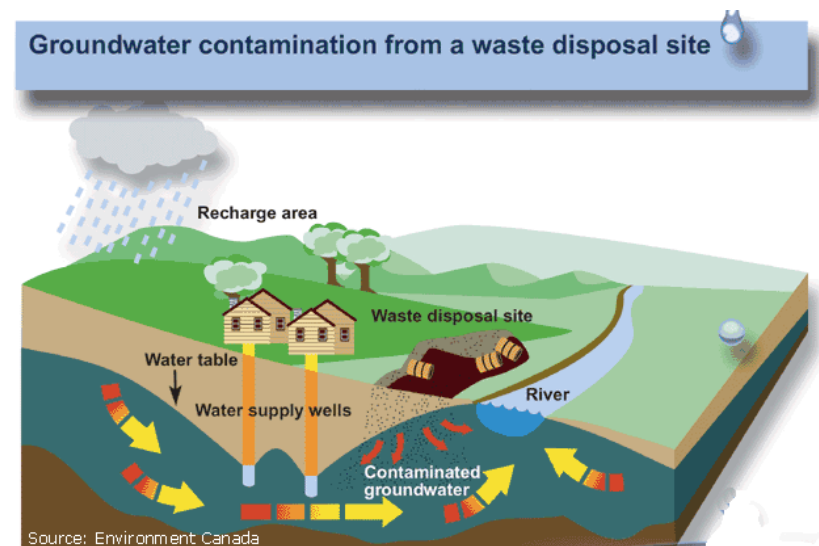 Groundwater contamination from a waste disposal site
Recharge area
Waste disposal site
Water table
River
Water supply wells
Contaminated
groundwater
Source: Environment Canada